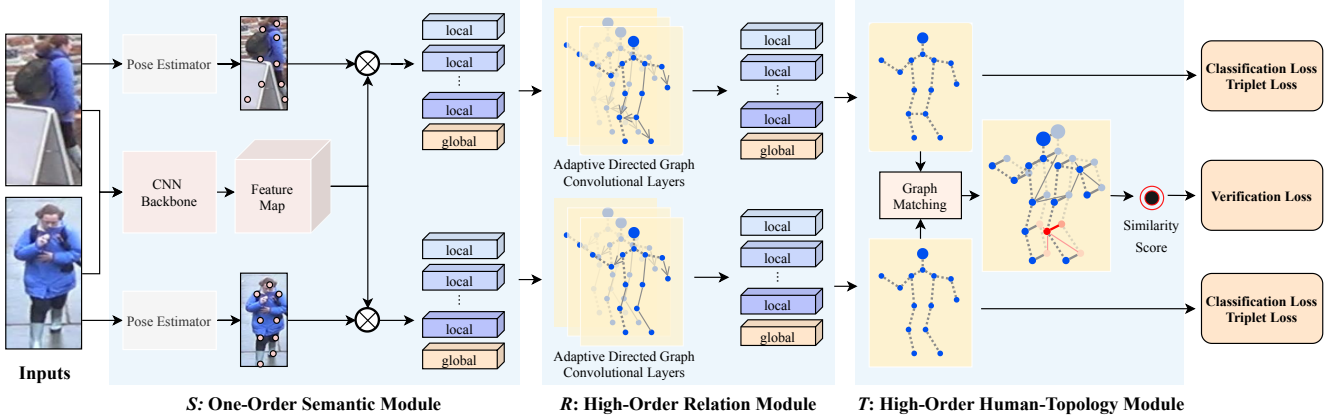 Inputs
Pose Estimator
CNN
Backbone
Feature
Map
Pose Estimator
local
local
local
global
local
local
local
global
S: One-Order Semantic Module
Adaptive Directed Graph
Convolutional Layers
Adaptive Directed Graph
Convolutional Layers
local
local
local
global
local
local
local
global
R: High-Order Relation Module
Graph
Matching
Similarity
Score
T: High-Order Human-Topology Module
Classification Loss
Triplet Loss
Verification Loss
Classification Loss
Triplet Loss